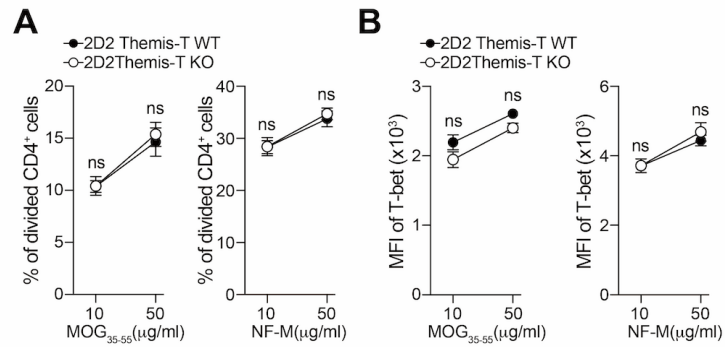 A
2D2 Themis-T WT
2D2Themis-T KO
% of divided CD4⁺ cells
20
15
10
5
0
ns
ns
10
50
MOG₃₅₋₅₅(μg/ml)
% of divided CD4⁺ cells
40
30
20
10
0
ns
ns
10
50
NF-M(μg/ml)
B
2D2 Themis-T WT
2D2Themis-T KO
MFI of T-bet (x10³)
3
2
1
0
ns
ns
10
50
MOG₃₅₋₅₅(μg/ml)
MFI of T-bet (x10³)
6
4
2
0
ns
ns
10
50
NF-M(μg/ml)